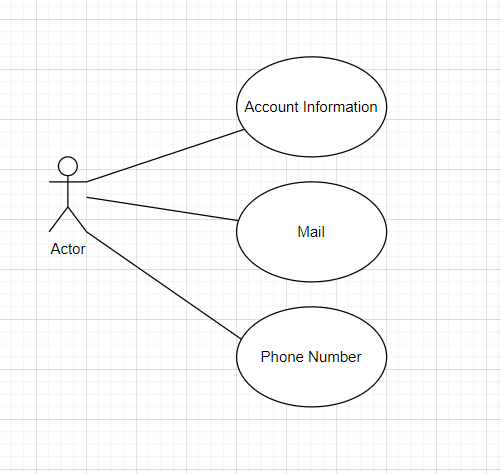 Account Information
Mail
Actor
Phone Number